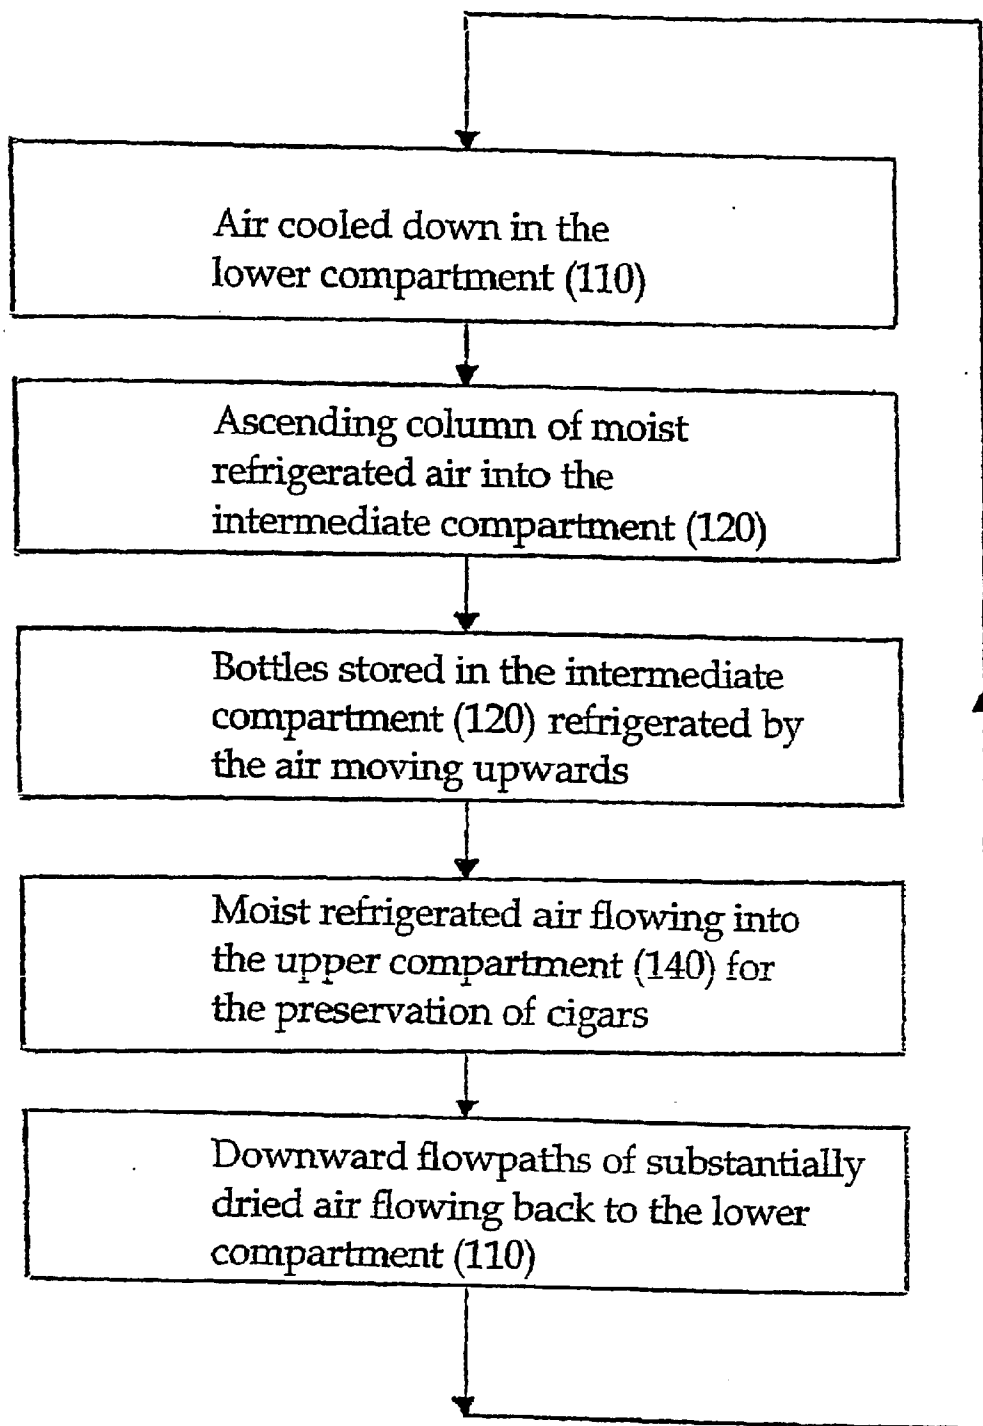 Air cooled down in the
lower compartment (110)
Ascending column of moist
refrigerated air into the
intermediate compartment (120)
Bottles stored in the intermediate
compartment (120) refrigerated by
the air moving upwards
Moist refrigerated air flowing into
the upper compartment (140) for
the preservation of cigars
Downward flowpaths of substantially
dried air flowing back to the lower
compartment (110)